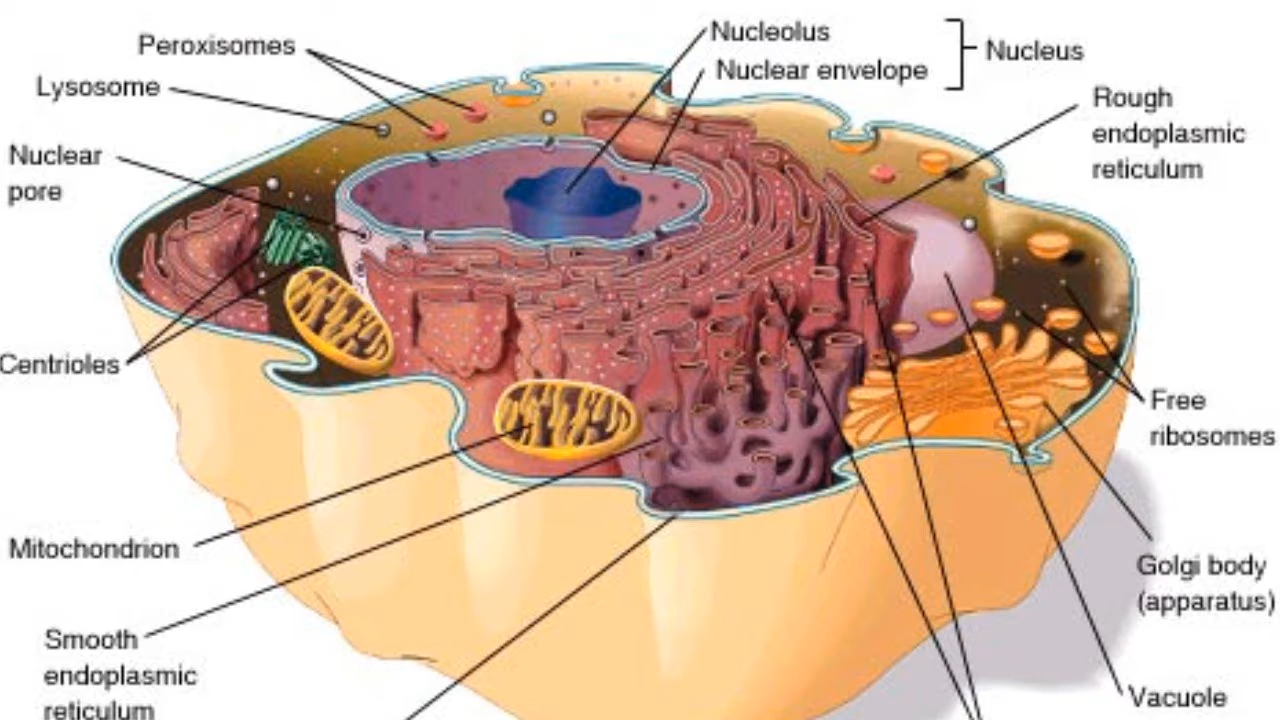 Nucleolus
Peroxisomes
Nucleus
Nuclear envelope
Lysosome
Rough
endoplasmic
reticulum
Nuclear
pore
Centrioles
Free
ribosomes
Mitochondrion
Golgi body
(apparatus)
Smooth
endoplasmic
reticulum
Vacuole